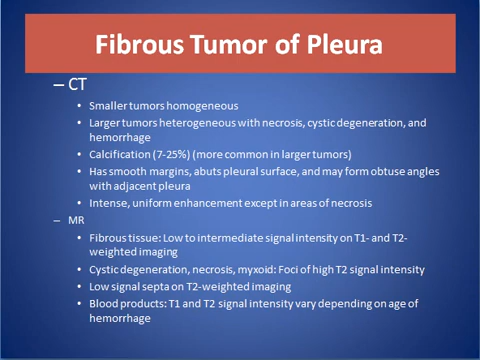 Fibrous Tumor of Pleura
– CT
• Smaller tumors homogeneous
• Larger tumors heterogeneous with necrosis, cystic degeneration, and
hemorrhage
• Calcification (7-25%) (more common in larger tumors)
• Has smooth margins, abuts pleural surface, and may form obtuse angles
with adjacent pleura
• Intense, uniform enhancement except in areas of necrosis
– MR
• Fibrous tissue: Low to intermediate signal intensity on T1- and T2-
weighted imaging
• Cystic degeneration, necrosis, myxoid: Foci of high T2 signal intensity
• Low signal septa on T2-weighted imaging
• Blood products: T1 and T2 signal intensity vary depending on age of
hemorrhage